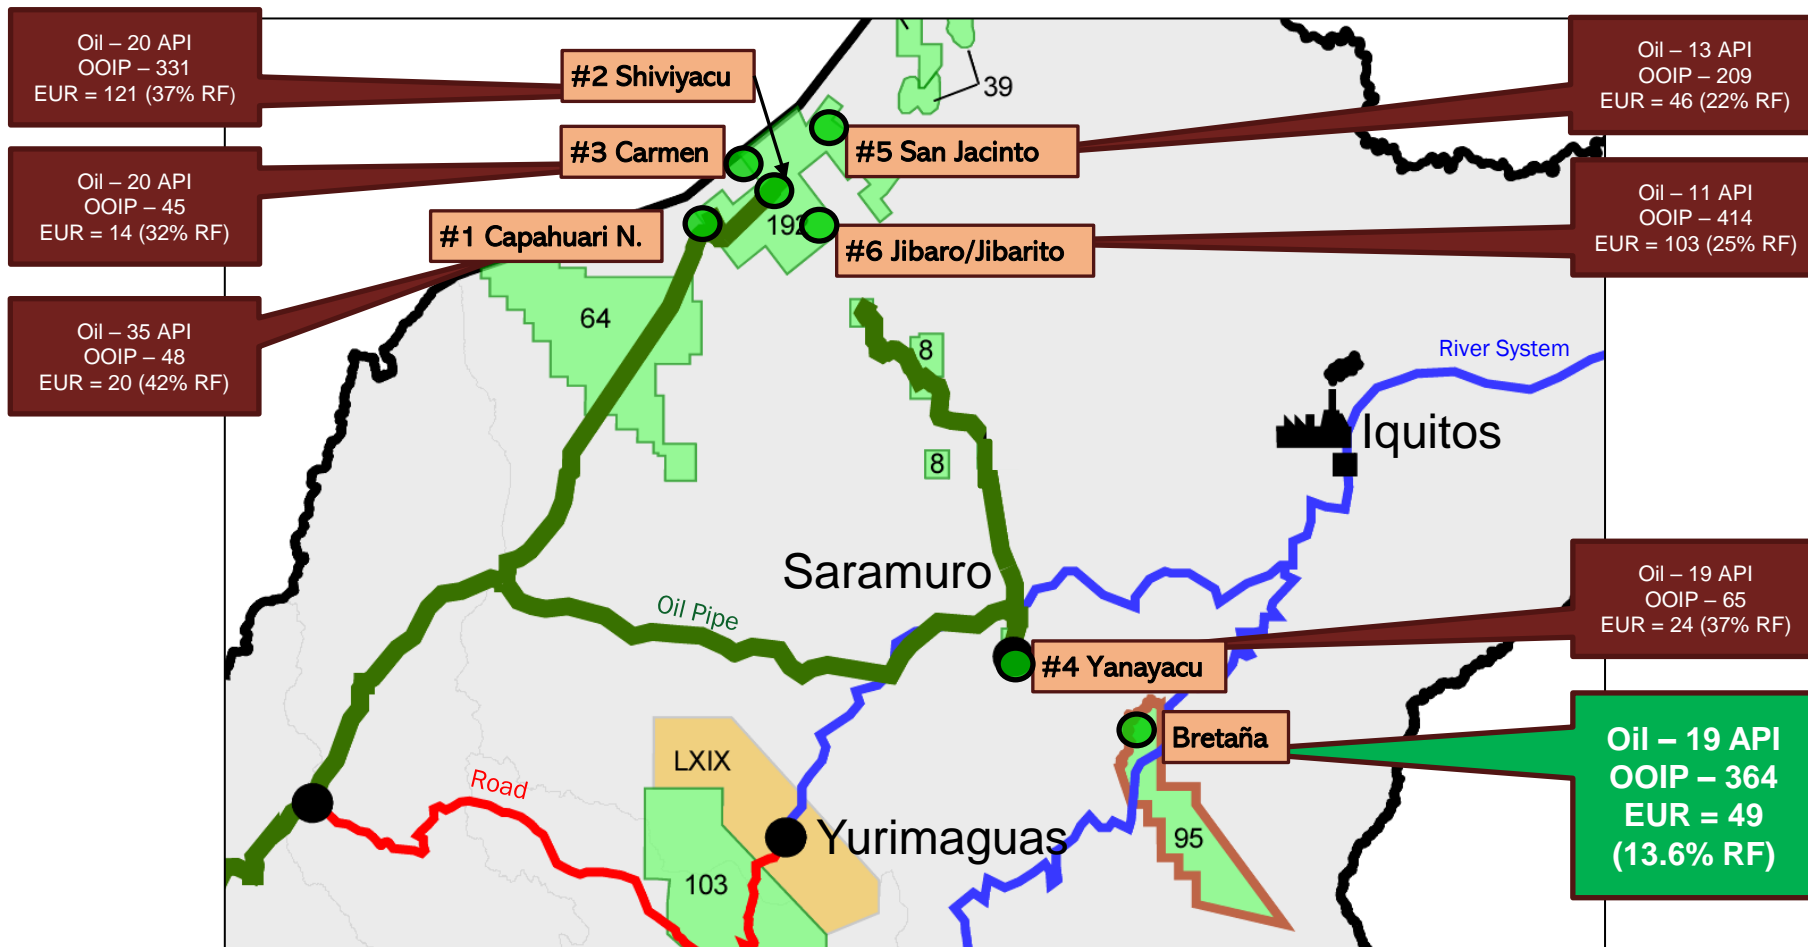 Oil – 20 API
OOIP – 331
EUR = 121 (37% RF)
#2 Shiviyacu
39
Oil – 13 API
OOIP – 209
EUR = 46 (22% RF)
Oil – 20 API
OOIP – 45
EUR = 14 (32% RF)
#3 Carmen
#5 San Jacinto
Oil – 11 API
OOIP – 414
EUR = 103 (25% RF)
#1 Capahuari N.
192
#6 Jibaro/Jibarito
Oil – 35 API
OOIP – 48
EUR = 20 (42% RF)
64
8
8
River System
Iquitos
Saramuro
Oil Pipe
Oil – 19 API
OOIP – 65
EUR = 24 (37% RF)
#4 Yanayacu
Bretaña
Oil – 19 API
OOIP – 364
EUR = 49
(13.6% RF)
LXIX
Road
Yurimaguas
95
103